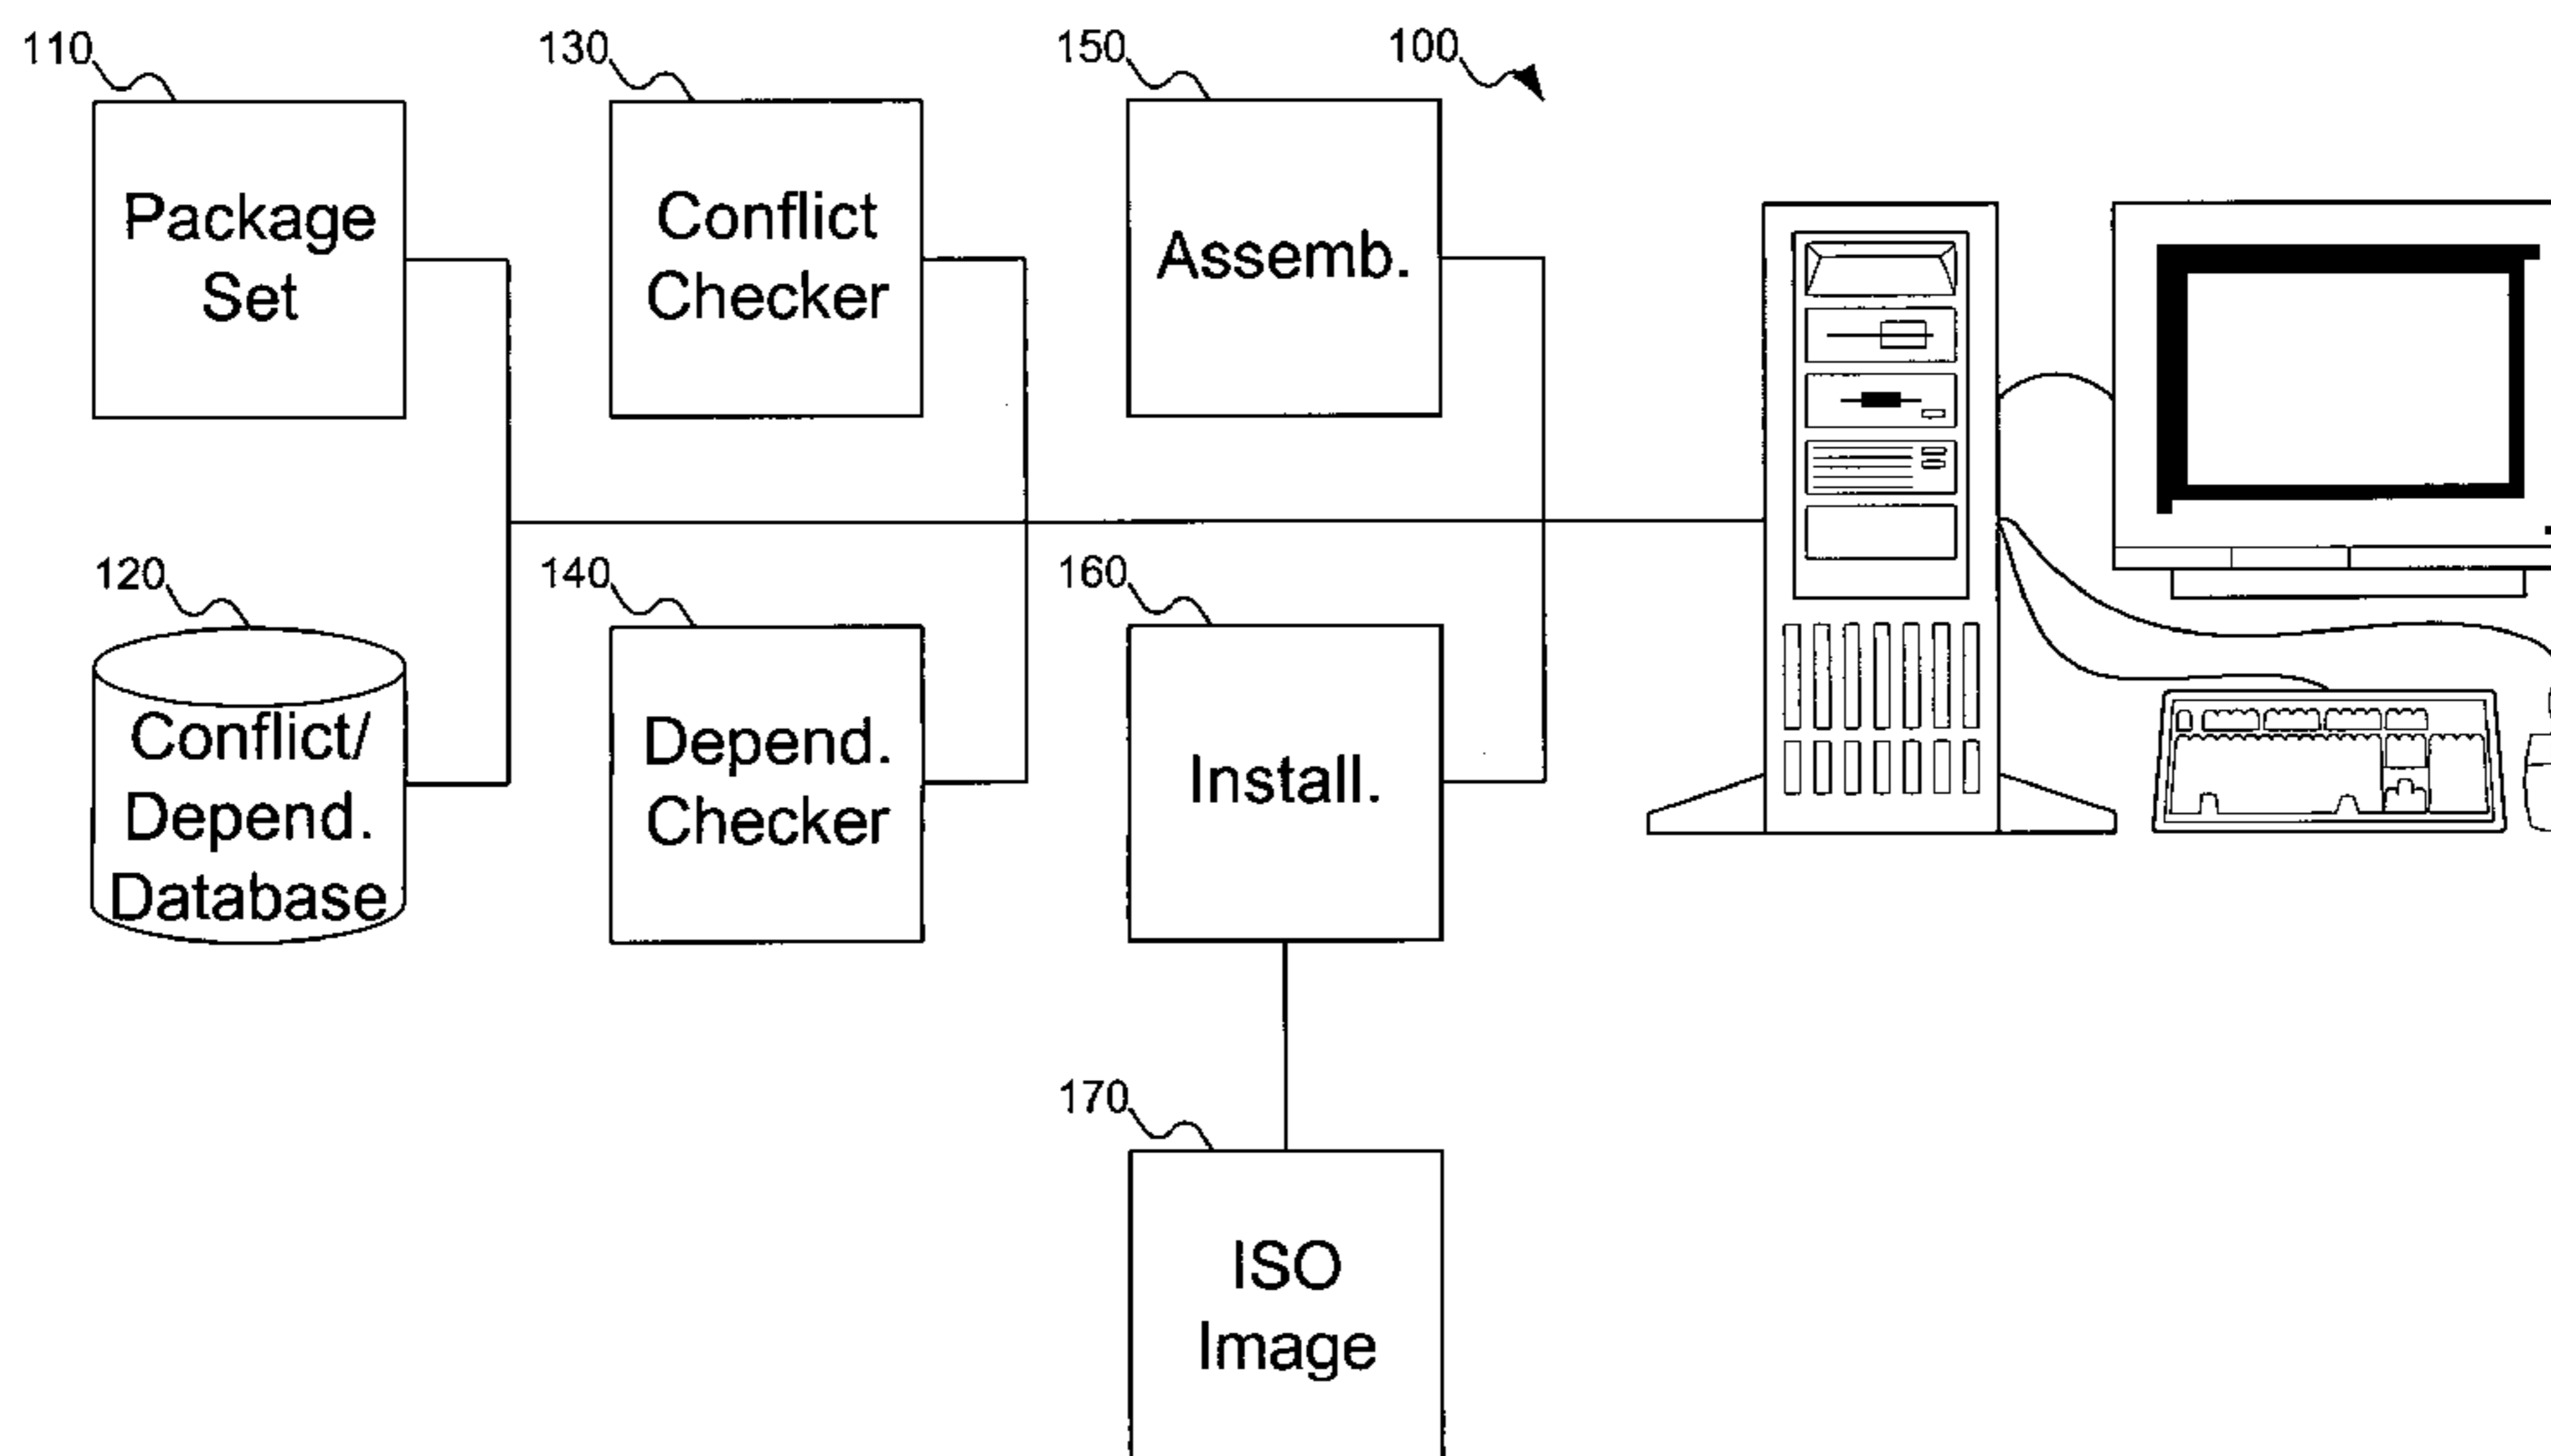 110
130
150
100
Package
Set
Conflict
Checker
Assemb.
120
140
160
Conflict/
Depend.
Database
Depend.
Checker
Install.
170
ISO
Image